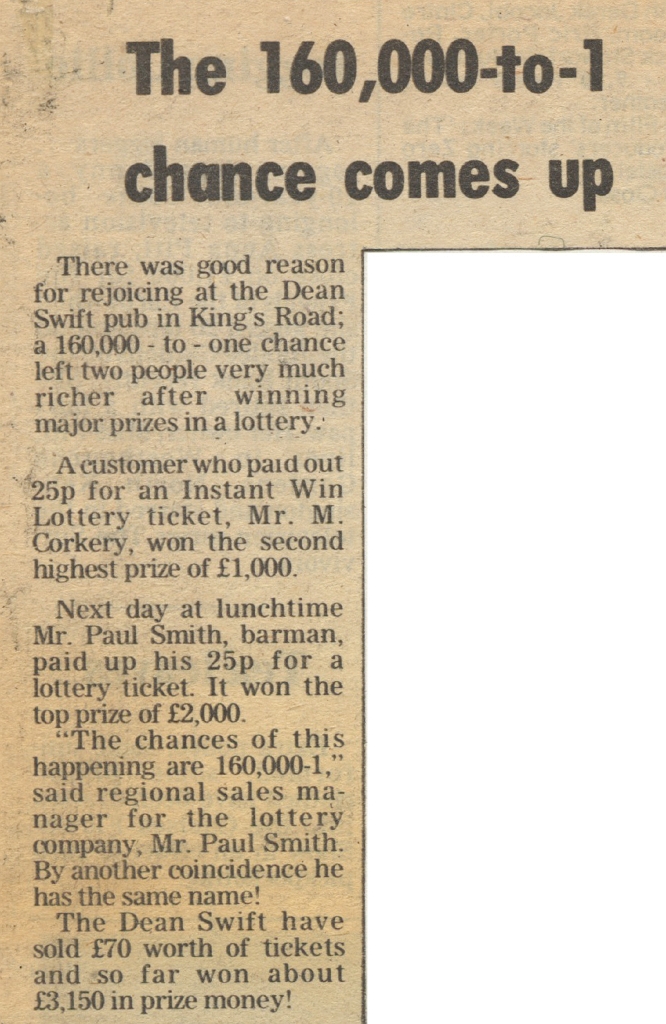 The 160,000-to-1
chance comes up
There was good reason
for rejoicing at the Dean
Swift pub in King's Road;
a 160,000 - to - one chance
left two people very much
richer after winning
major prizes in a lottery.
A customer who paid out
25p for an Instant Win
Lottery ticket, Mr. M.
Corkery, won the second
highest prize of £1,000.
Next day at lunchtime
Mr. Paul Smith, barman,
paid up his 25p for a
lottery ticket. It won the
top prize of £2,000.
"The chances of this
happening are 160,000-1,"
said regional sales ma-
nager for the lottery
company, Mr. Paul Smith.
By another coincidence he
has the same name!
The Dean Swift have
sold £70 worth of tickets
and so far won about
£3,150 in prize money!